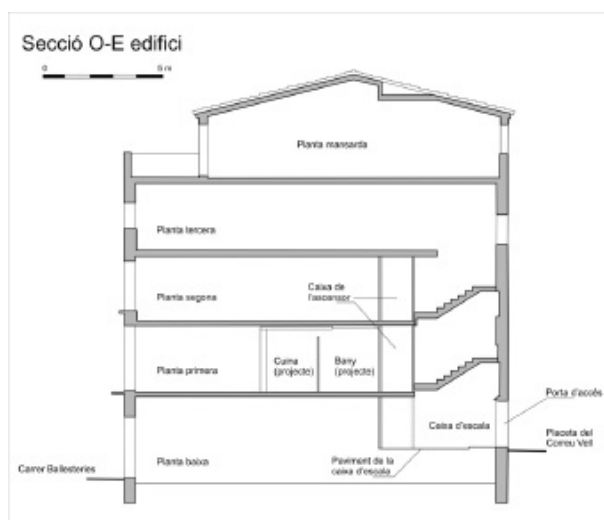 Secció O-E edifici
0 5 m
Planta mansarda
Planta tercera
Caixa de
l'ascensor
Planta segona
Cuina
(projecte)
Bany
(projecte)
Planta primera
Porta d'accés
Caixa d'escala
Placeta del
Correu Vell
Planta baixa
Paviment de la
caixa d'escala
Carrer Ballesteries